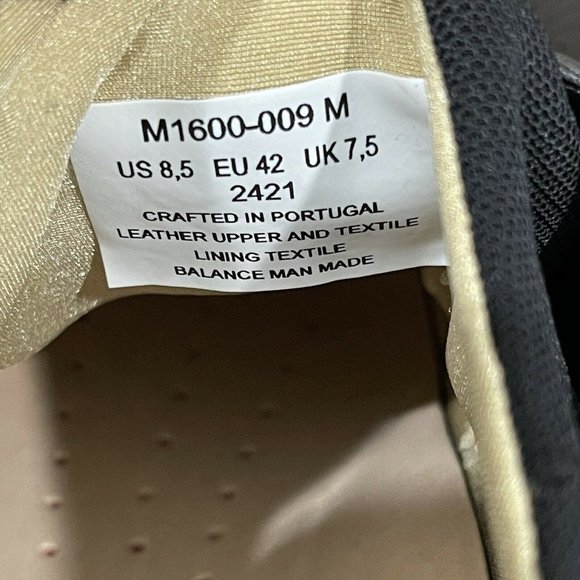 M1600-009 M
US 8,5 EU 42 UK 7,5
2421
CRAFTED IN PORTUGAL
LEATHER UPPER AND TEXTILE
LINING TEXTILE
BALANCE MAN MADE